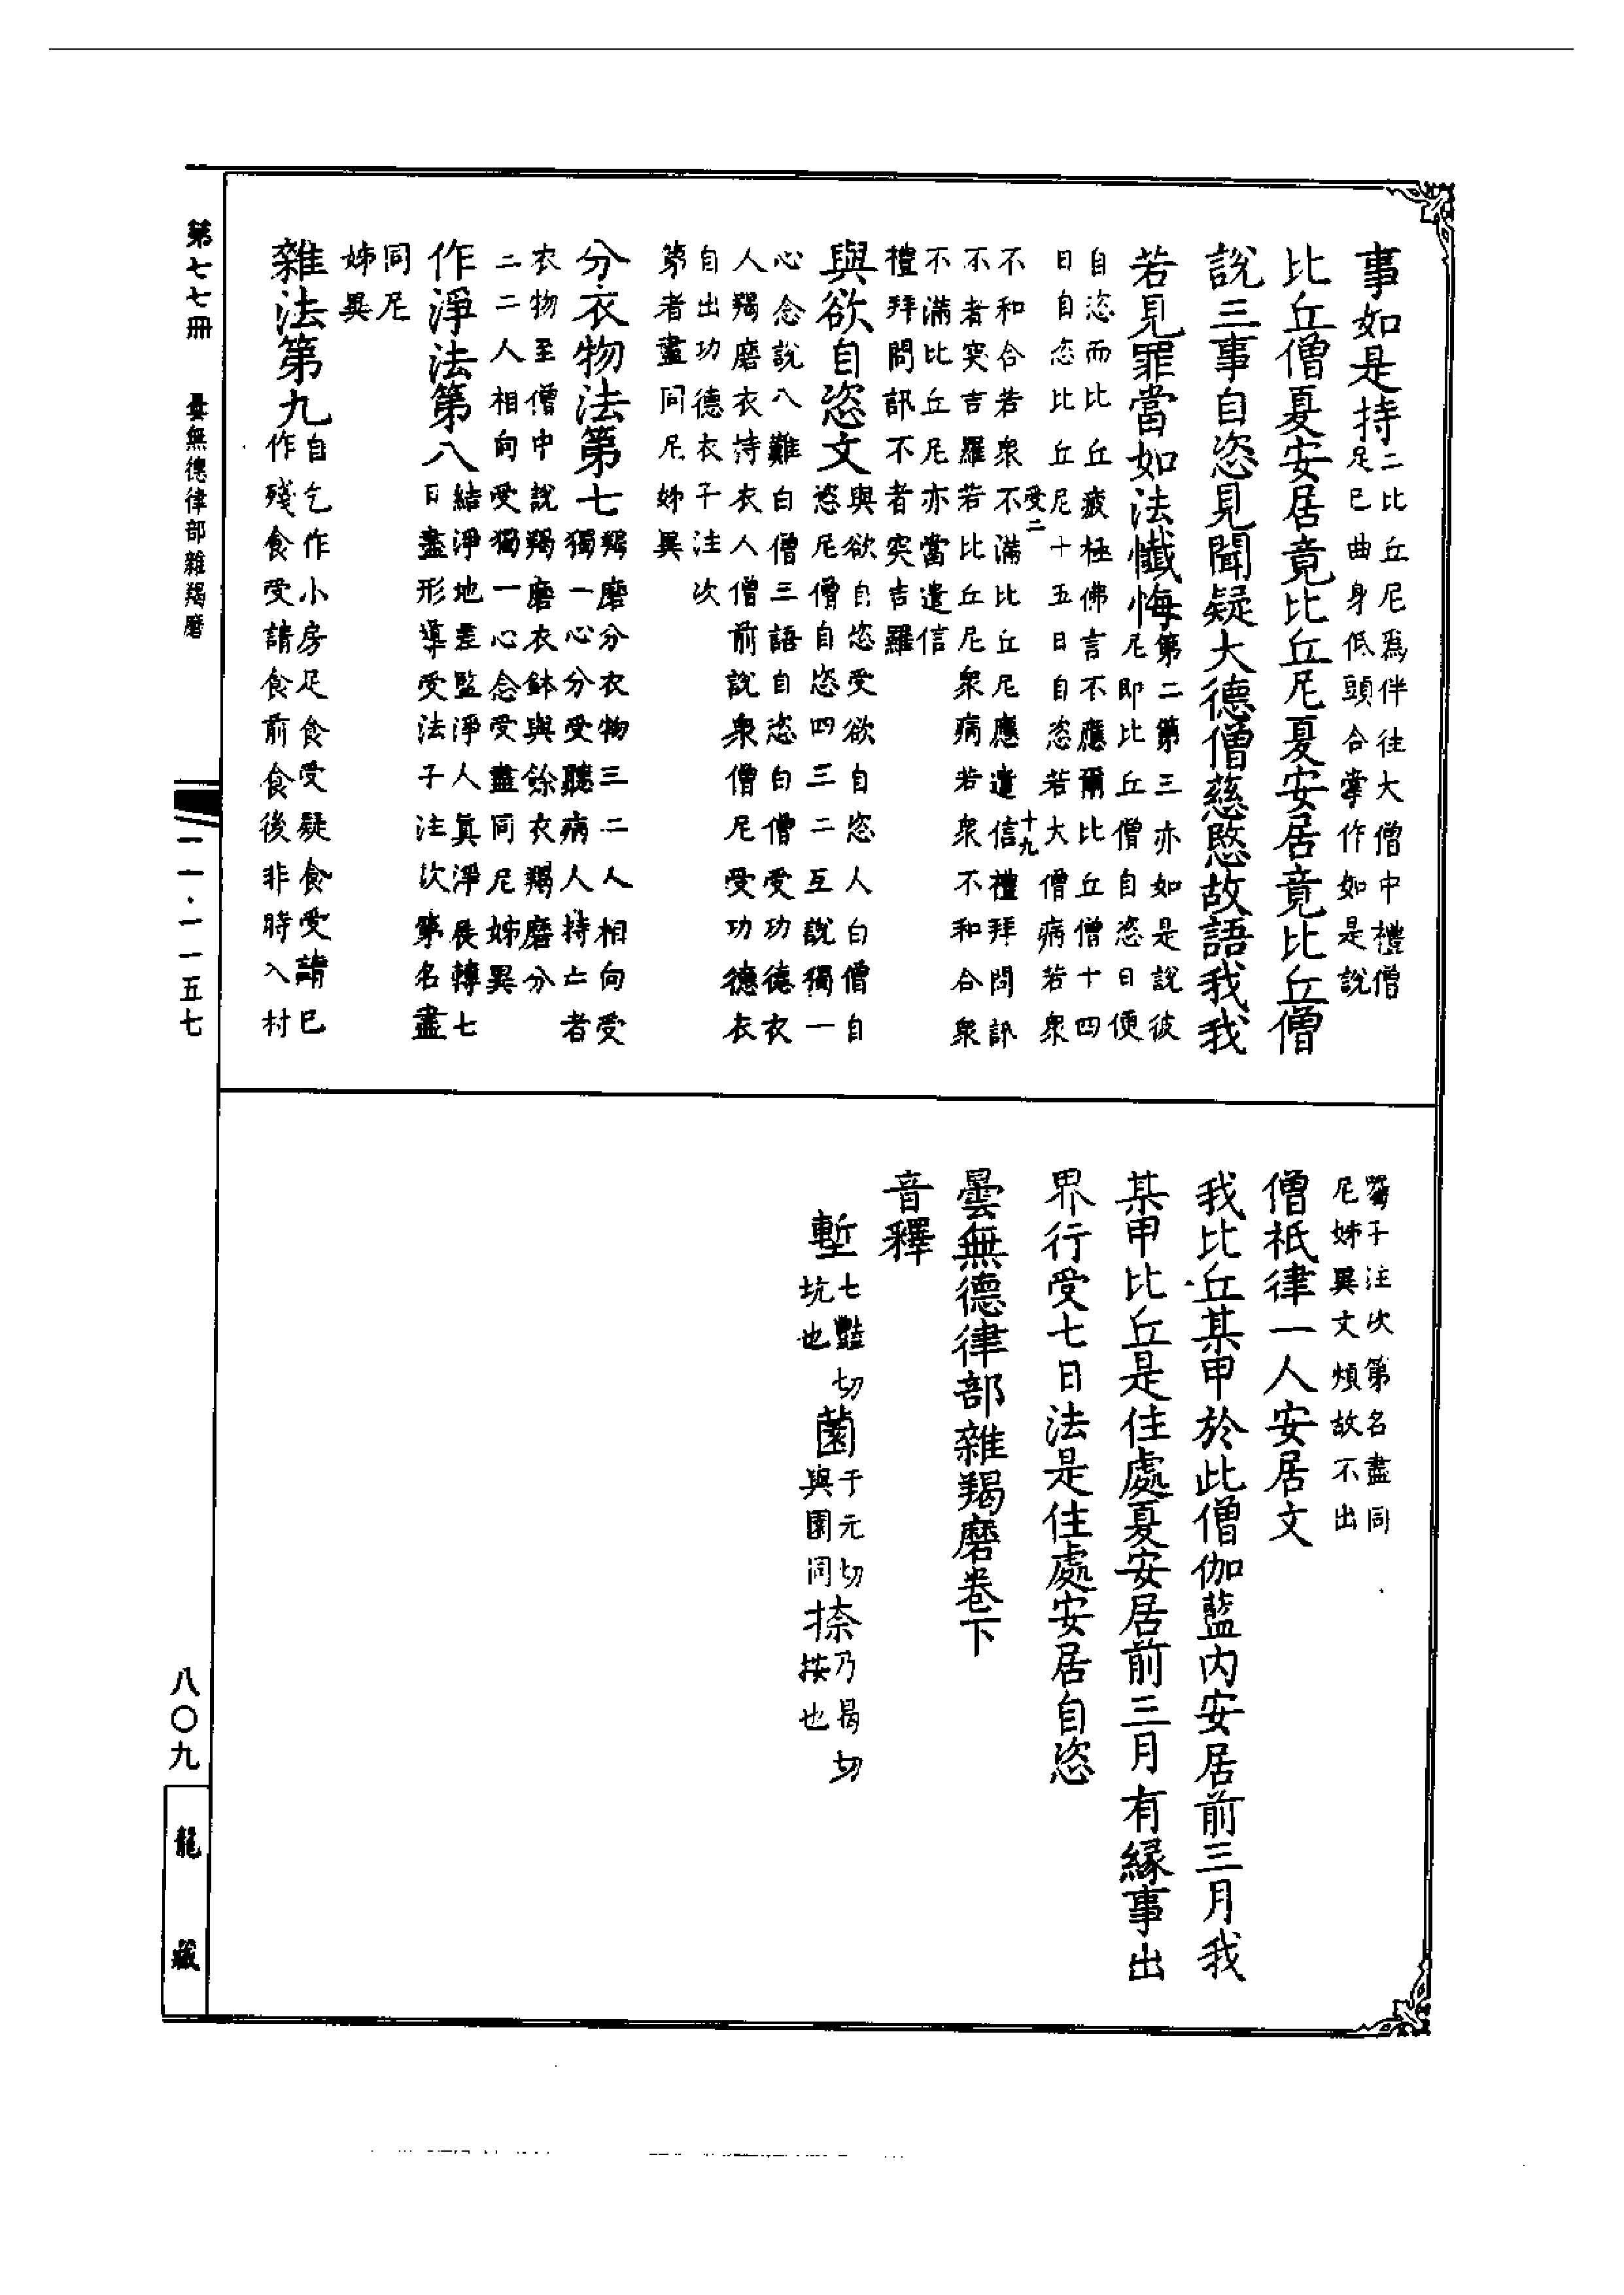 事如是持二比丘尼為伴往大僧中禮僧
足已曲身低頭合掌作如是說
比丘僧夏安居竟比丘尼夏安居竟比丘僧
說三事自恣見聞疑大德僧慈愍故語我我
若見罪當如法懺悔第二第三亦如是說彼
尼即比丘僧自恣日便
自恣而比丘疲極佛言不應爾比丘僧十四
日自恣比丘尼十五日自恣若大僧病若眾
受二
十九
不和合若眾不滿比丘尼應遣信禮拜問訊
不者突吉羅若比丘尼眾病若眾不和合眾
不滿比丘尼亦當遣信
禮拜問訊不者突吉羅
與欲自恣文與欲自恣受欲自恣人白僧自
恣尼僧自恣四三二互說獨一
心念說八難白僧三語自恣白僧受功德衣
人羯磨衣持衣人僧前說眾僧尼受功德衣
自出功德衣子注次
第者盡同尼姊異
分衣物法第七羯磨分衣物三二人相向受
獨一心分受聽病人持亡者
衣物至僧中說羯磨衣鉢與餘衣羯磨分
二二人相向受獨一心念受盡同尼姊異
作淨法第八結淨地差監淨人真淨展轉七
日盡形準受法子注次第名盡
同尼
姊異
雜法第九自乞作小房足食受疑食受請已
作殘食受請食前食後非時入村
第七七冊
曇無德律部雜羯磨
一一·一一五七
獨子注次第名盡同
尼姊異文煩故不出
僧祇律一人安居文
我比丘某甲於此僧伽藍內安居前三月我
某甲比丘是住處夏安居前三月有緣事出
界行受七日法是住處安居自恣
曇無德律部雜羯磨卷下
音釋
塹七豔切
坑也
薗于元切
與園同
捺乃曷切
按也
八〇九
龍藏